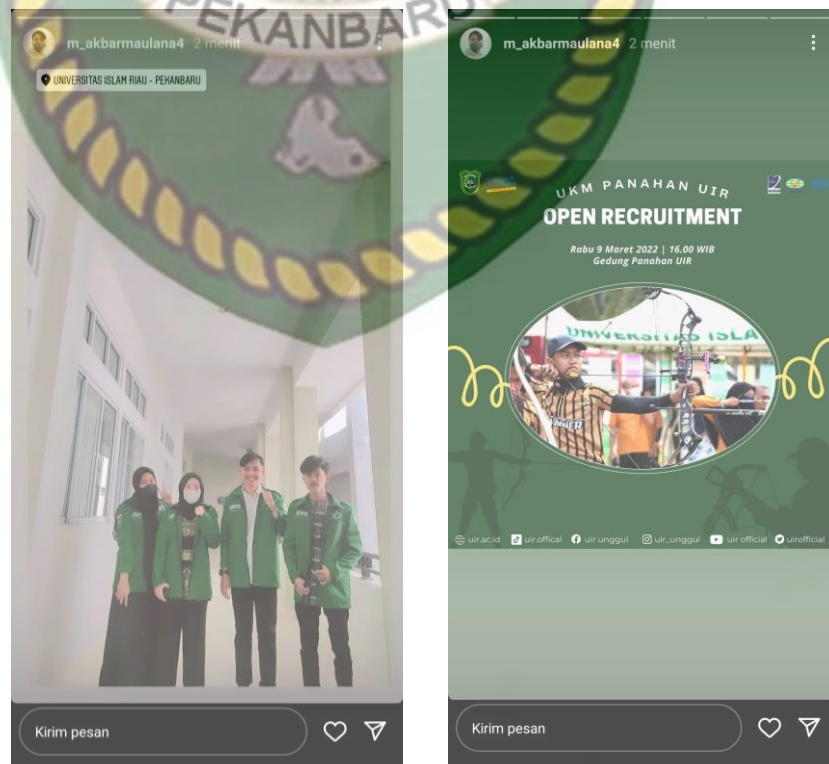 PEKANBARU
m_akbarmaulana4 2 menit
UNIVERSITAS ISLAM RIAU - PEKANBARU
Kirim pesan
m_akbarmaulana4 2 menit
UKM PANAHAN UIR
OPEN RECRUITMENT
Rabu 9 Maret 2022 | 16.00 WIB
Gedung Panahan UIR
UNIVERSITAS ISLA
uir.ac.id uir.offical uir unggul uir_unggul uir official uirofficial
Kirim pesan